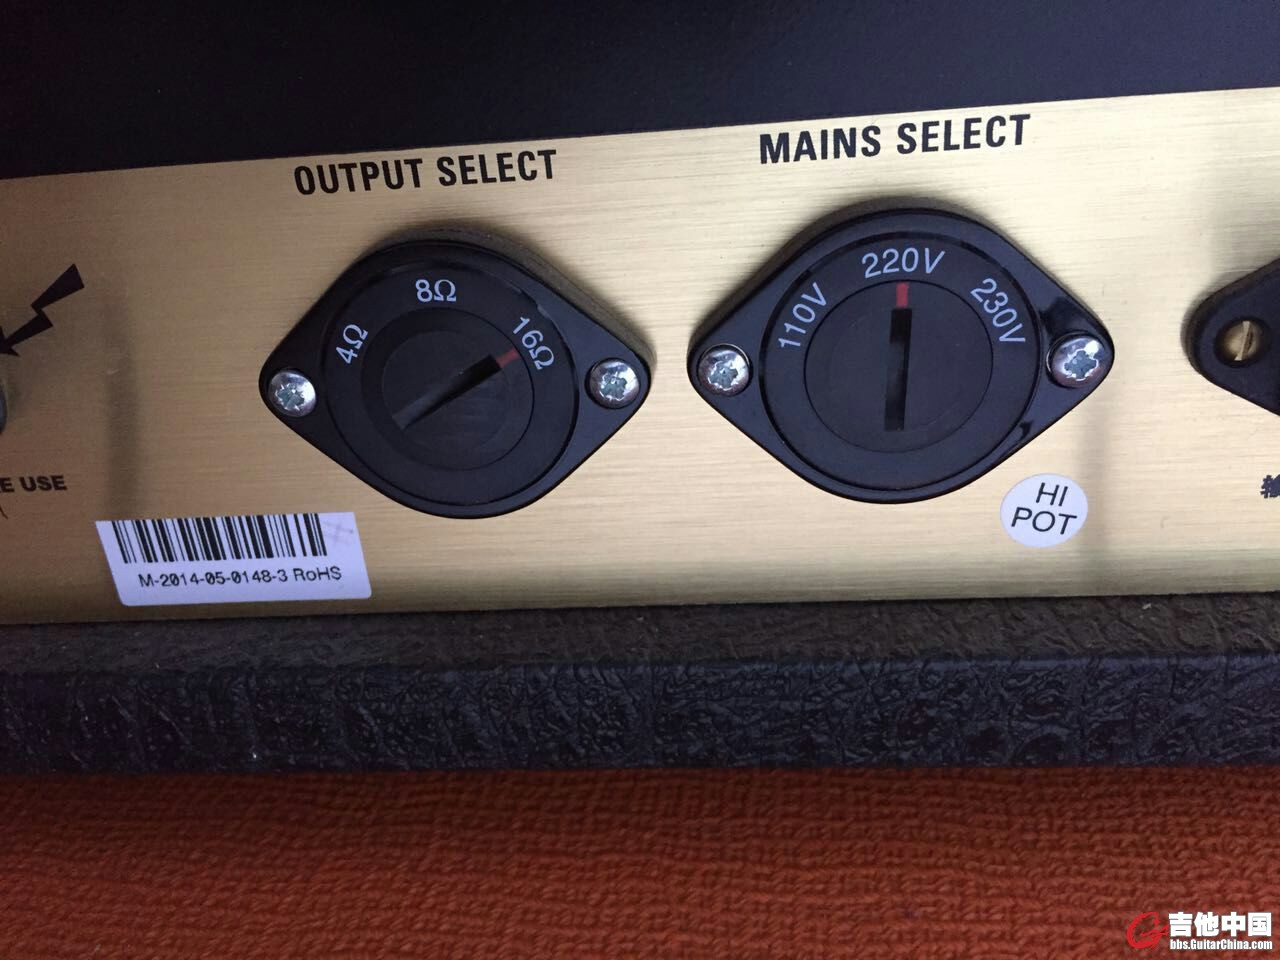 OUTPUT SELECT
MAINS SELECT
4Ω
8Ω
16Ω
110V
220V
230V
USE
M-2014-05-0148-3 RoHS
HI
POT
吉他中国
bbs.GuitarChina.com